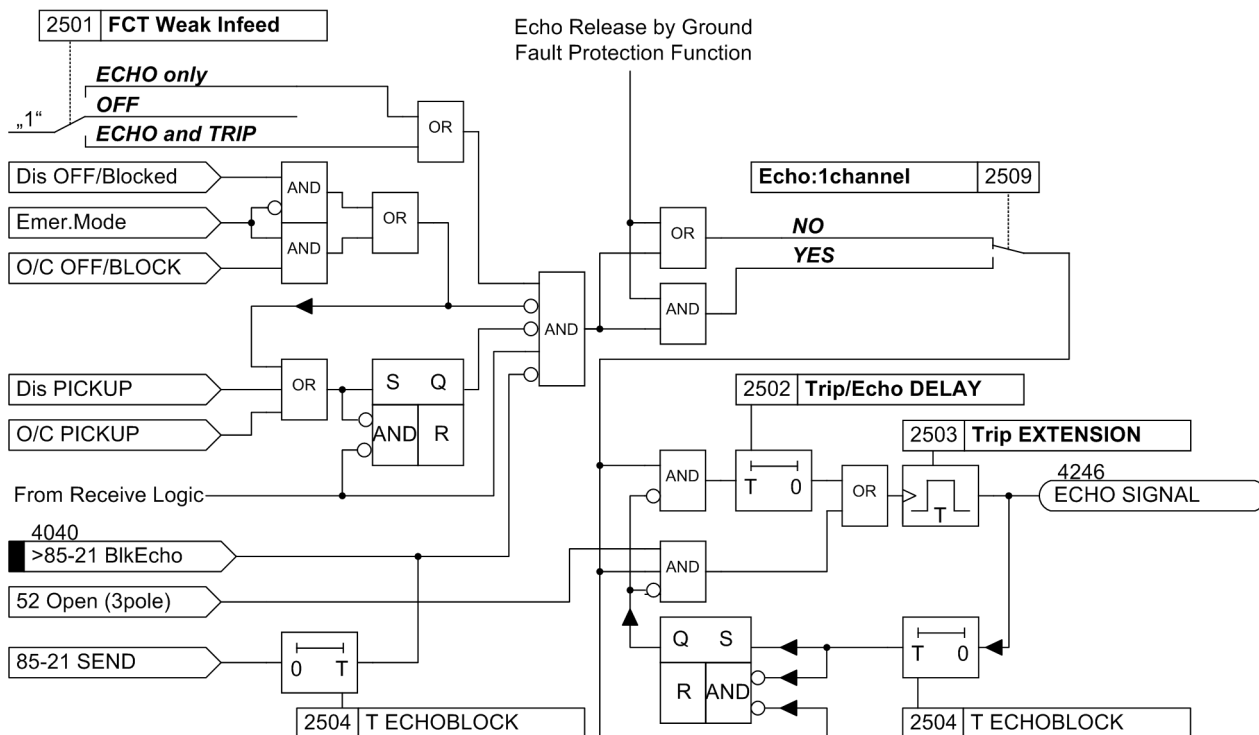 2501 FCT Weak Infeed
Echo Release by Ground
Fault Protection Function
ECHO only
„1“
OFF
ECHO and TRIP
OR
Dis OFF/Blocked
AND
Emer.Mode
OR
AND
O/C OFF/BLOCK
Echo:1channel 2509
OR
NO
YES
AND
AND
Dis PICKUP
OR
S Q
O/C PICKUP
AND R
2502 Trip/Echo DELAY
2503 Trip EXTENSION
From Receive Logic
AND
T 0
OR
T
4246
ECHO SIGNAL
4040
>85-21 BlkEcho
AND
52 Open (3pole)
85-21 SEND
0 T
Q S
R AND
T 0
2504 T ECHOBLOCK
2504 T ECHOBLOCK